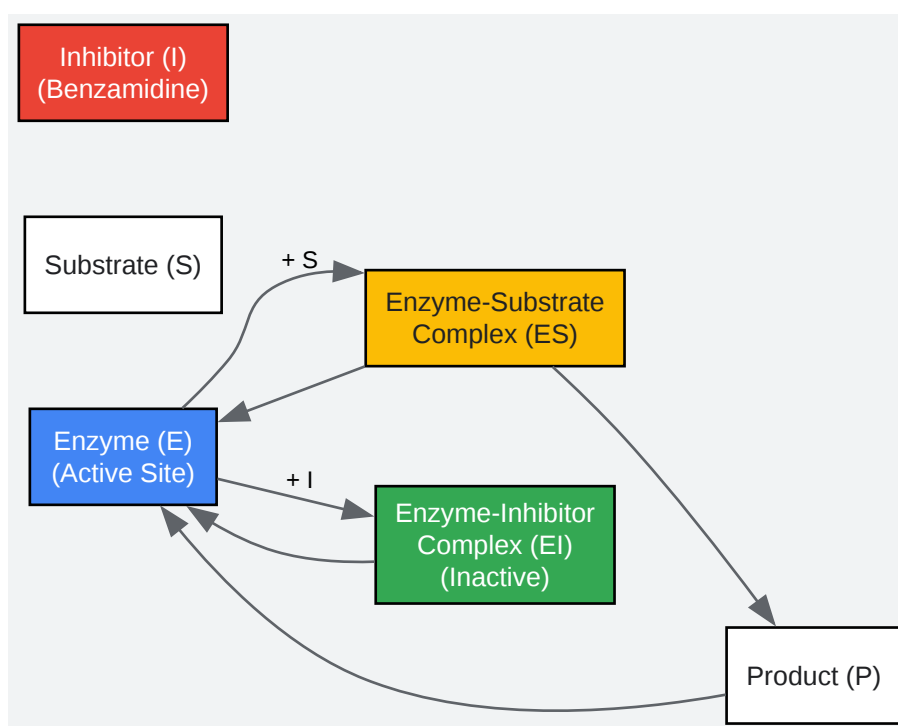 Inhibitor (I)
(Benzamidine)
Substrate (S)
+ S
Enzyme-Substrate
Complex (ES)
Enzyme (E)
(Active Site)
+ I
Enzyme-Inhibitor
Complex (EI)
(Inactive)
Product (P)